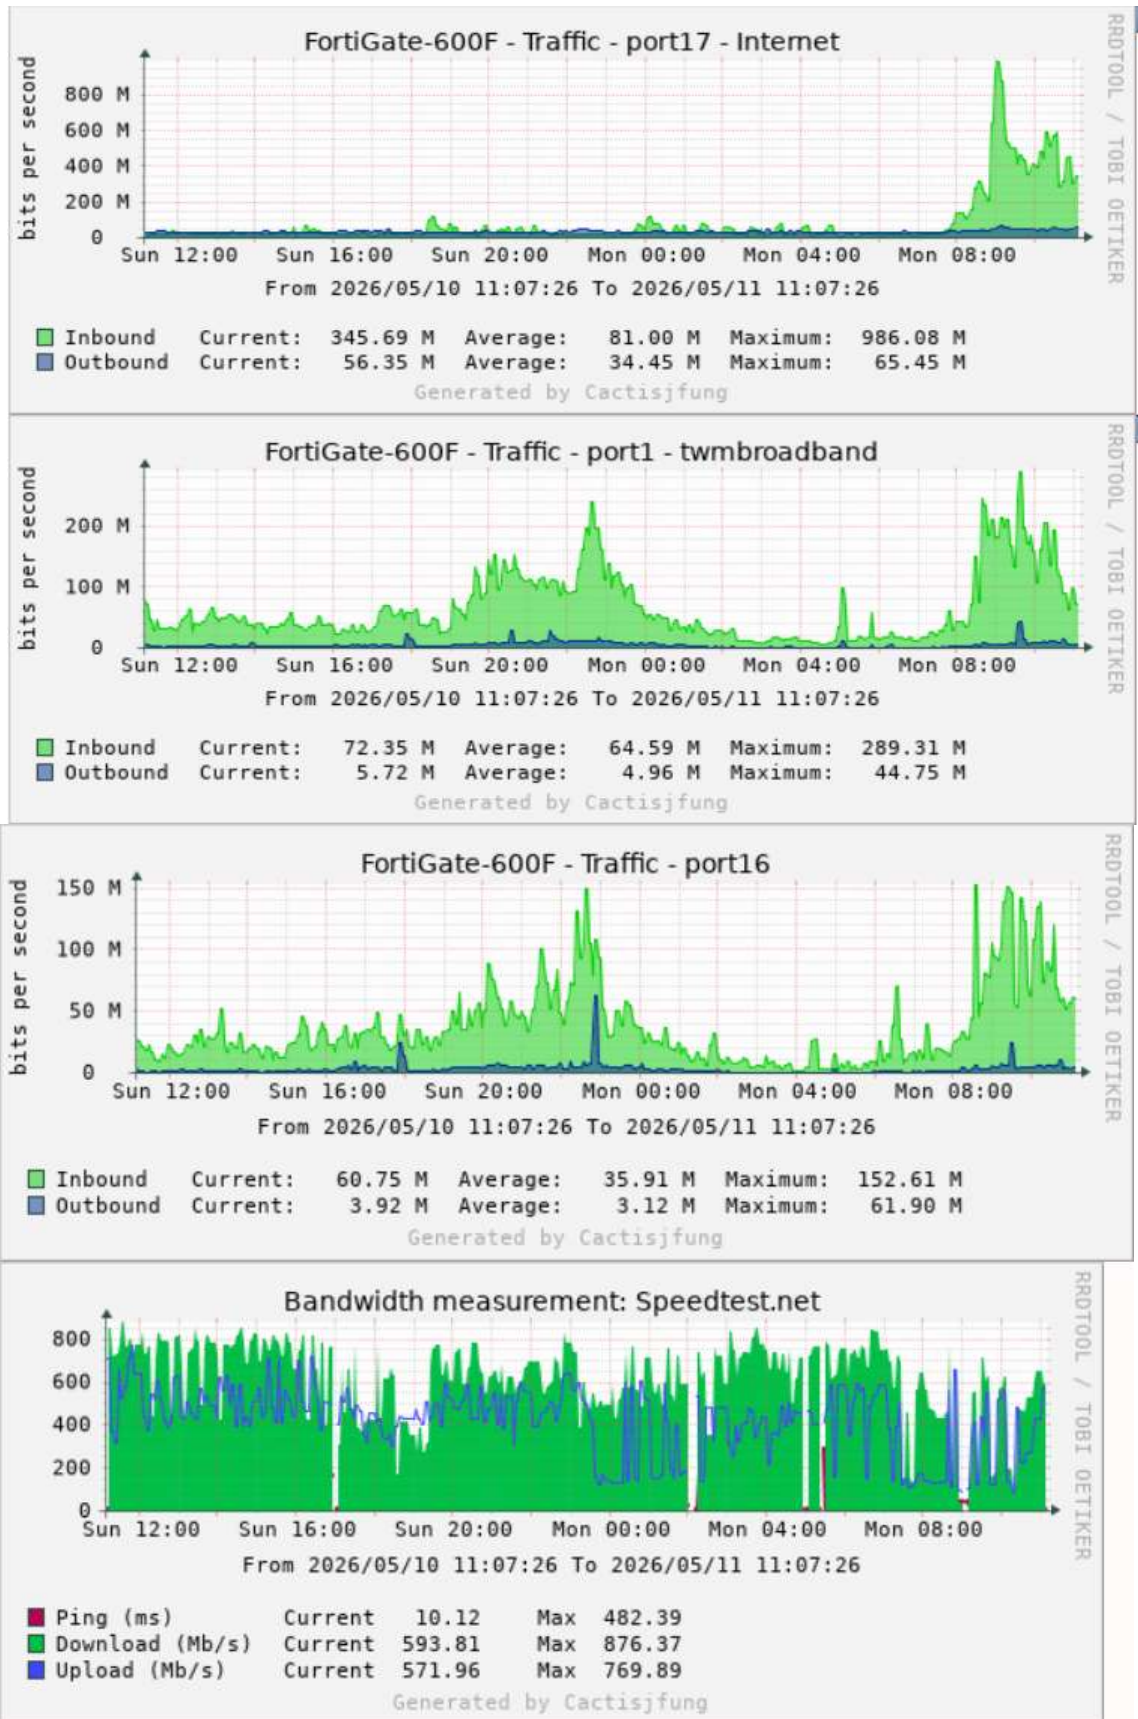 FortiGate-600F - Traffic - port17 - Internet
RRDTOOL / TOBI OETIKER
bits per second
800 M
600 M
400 M
200 M
0
Sun 12:00 Sun 16:00 Sun 20:00 Mon 00:00 Mon 04:00 Mon 08:00
From 2026/05/10 11:07:26 To 2026/05/11 11:07:26
Inbound Current: 345.69 M Average: 81.00 M Maximum: 986.08 M
Outbound Current: 56.35 M Average: 34.45 M Maximum: 65.45 M
Generated by Cactisjfung
FortiGate-600F - Traffic - port1 - twmbroadband
RRDTOOL / TOBI OETIKER
bits per second
200 M
100 M
0
Sun 12:00 Sun 16:00 Sun 20:00 Mon 00:00 Mon 04:00 Mon 08:00
From 2026/05/10 11:07:26 To 2026/05/11 11:07:26
Inbound Current: 72.35 M Average: 64.59 M Maximum: 289.31 M
Outbound Current: 5.72 M Average: 4.96 M Maximum: 44.75 M
Generated by Cactisjfung
FortiGate-600F - Traffic - port16
RRDTOOL / TOBI OETIKER
bits per second
150 M
100 M
50 M
0
Sun 12:00 Sun 16:00 Sun 20:00 Mon 00:00 Mon 04:00 Mon 08:00
From 2026/05/10 11:07:26 To 2026/05/11 11:07:26
Inbound Current: 60.75 M Average: 35.91 M Maximum: 152.61 M
Outbound Current: 3.92 M Average: 3.12 M Maximum: 61.90 M
Generated by Cactisjfung
Bandwidth measurement: Speedtest.net
RRDTOOL / TOBI OETIKER
800
600
400
200
0
Sun 12:00 Sun 16:00 Sun 20:00 Mon 00:00 Mon 04:00 Mon 08:00
From 2026/05/10 11:07:26 To 2026/05/11 11:07:26
Ping (ms) Current 10.12 Max 482.39
Download (Mb/s) Current 593.81 Max 876.37
Upload (Mb/s) Current 571.96 Max 769.89
Generated by Cactisjfung